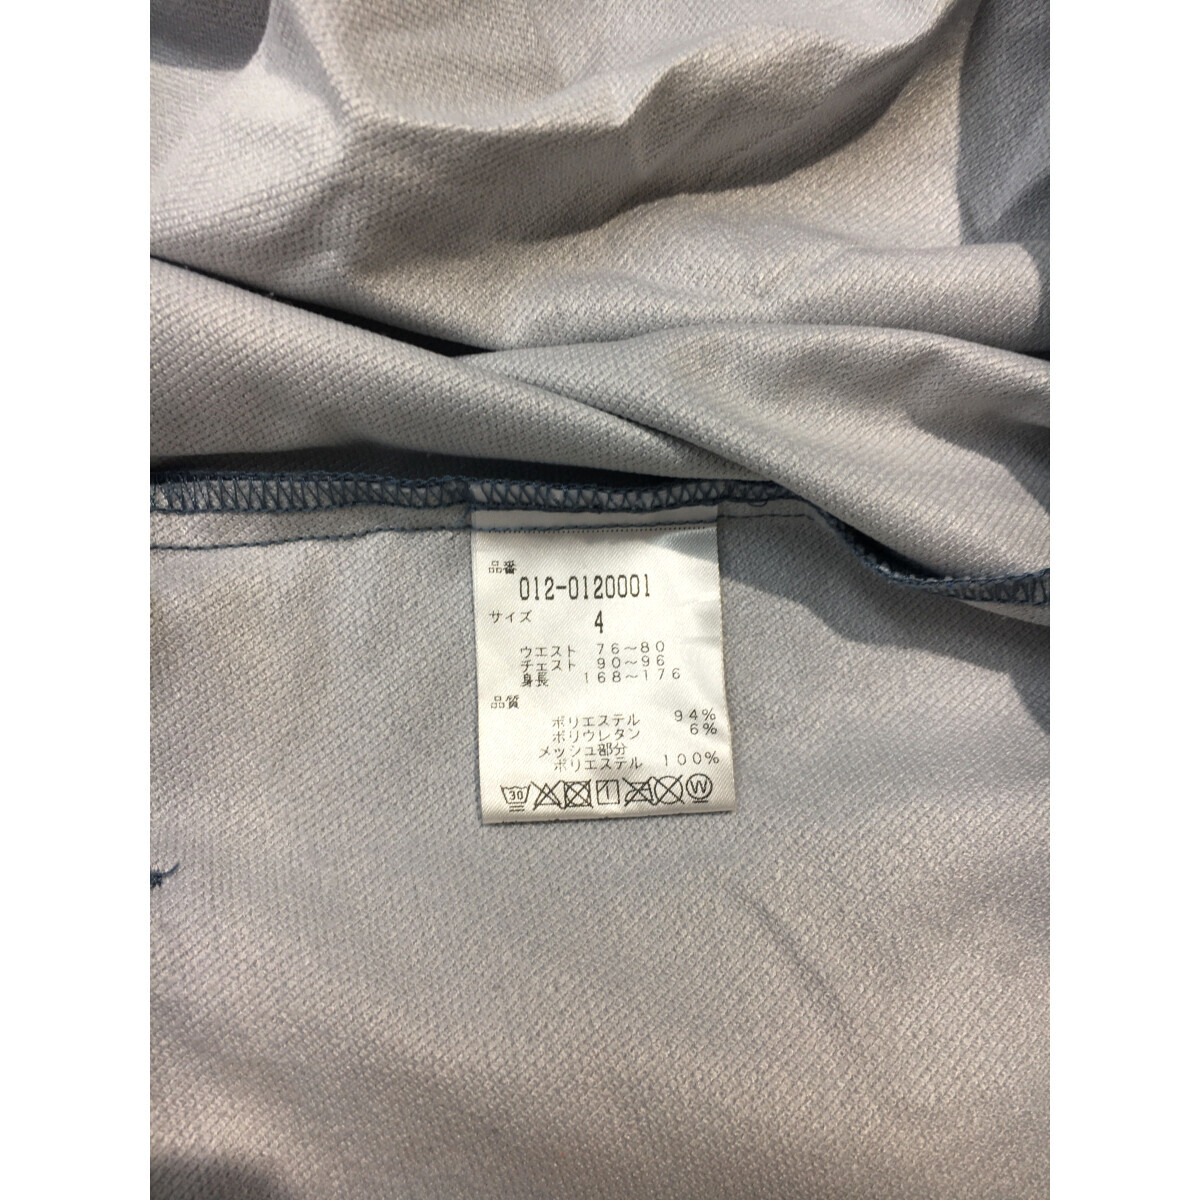 品番
012-0120001
サイズ 4
ウエスト 76～80
チェスト 90～96
身長 168～176
品質
ポリエステル 94%
ポリウレタン 6%
メッシュ部分
ポリエステル 100%
30 W